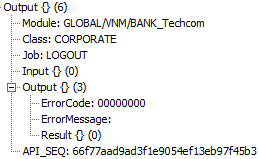 Output {} (6)
Module: GLOBAL/VNM/BANK_Techcom
Class: CORPORATE
Job: LOGOUT
Input {} (0)
Output {} (3)
ErrorCode: 00000000
ErrorMessage:
Result {} (0)
API_SEQ: 66f77aad9ad3f1e9054ef13eb97f45b3